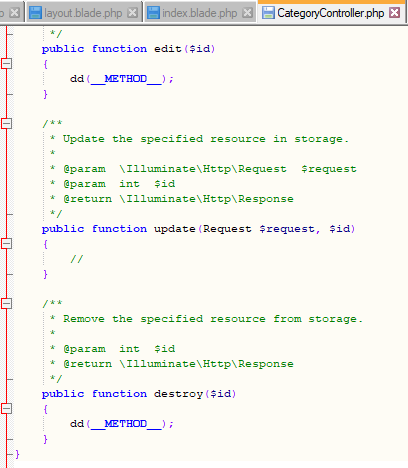 layout.blade.php index.blade.php CategoryController.php
*/
public function edit($id)
{
dd(__METHOD__);
}
/**
* Update the specified resource in storage.
*
* @param  \Illuminate\Http\Request  $request
* @param  int  $id
* @return \Illuminate\Http\Response
*/
public function update(Request $request, $id)
{
//
}
/**
* Remove the specified resource from storage.
*
* @param  int  $id
* @return \Illuminate\Http\Response
*/
public function destroy($id)
{
dd(__METHOD__);
}
}